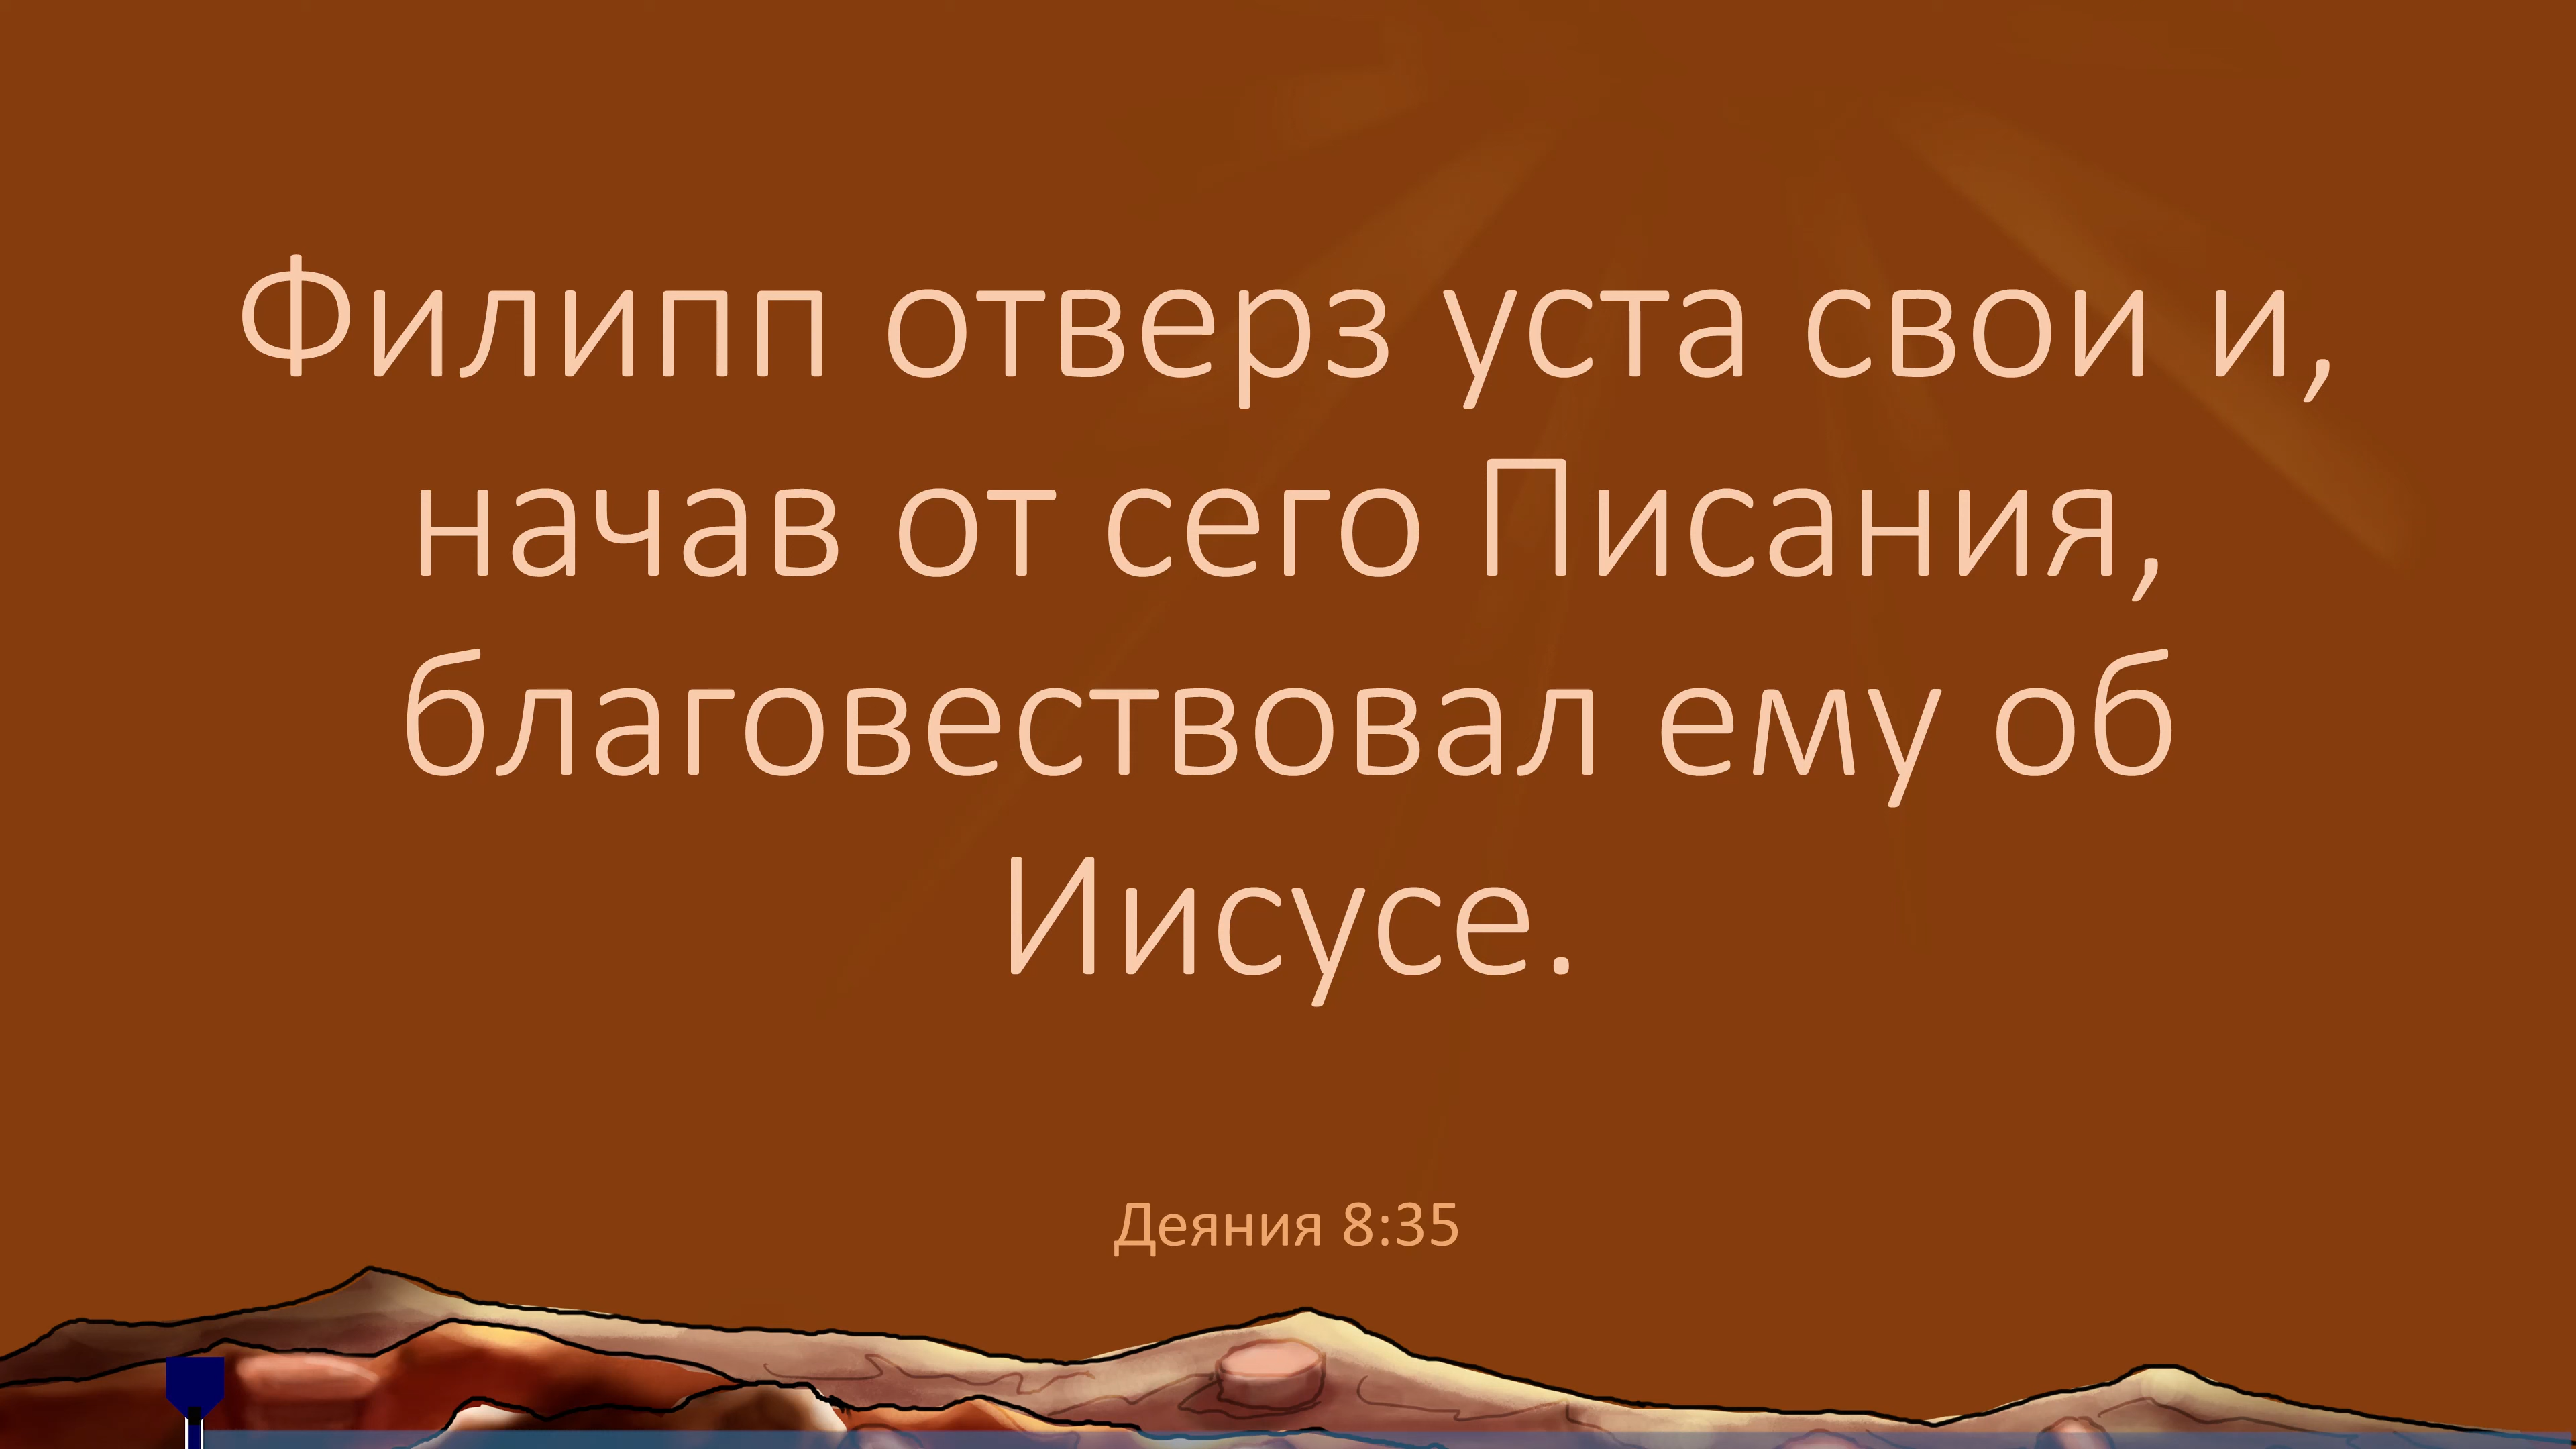 Филипп отверз уста свои и,
начав от сего Писания,
благовествовал ему об
Иисусе.
Деяния 8:35